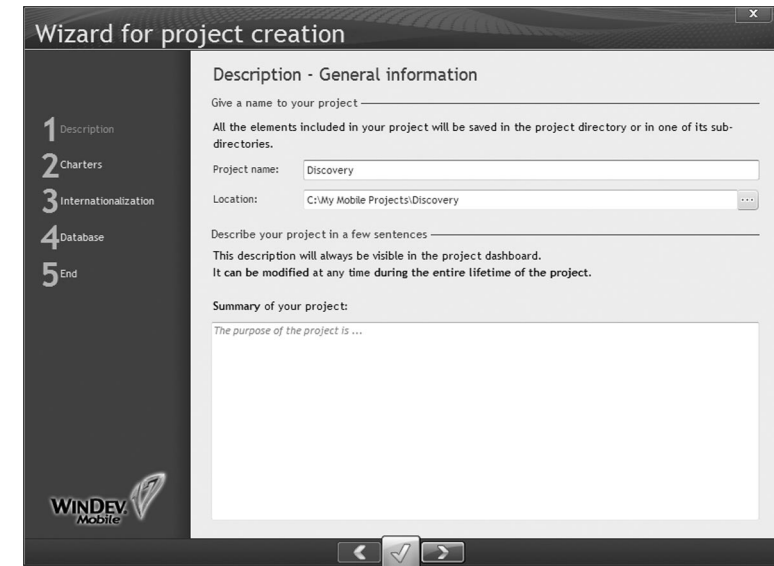 x
Wizard for project creation
1 Description
2 Charters
3 Internationalization
4 Database
5 End
WINDEV.
Mobile
Description - General information
Give a name to your project
All the elements included in your project will be saved in the project directory or in one of its sub-
directories.
Project name: Discovery
Location: C:\My Mobile Projects\Discovery ...
Describe your project in a few sentences
This description will always be visible in the project dashboard.
It can be modified at any time during the entire lifetime of the project.
Summary of your project:
The purpose of the project is ...